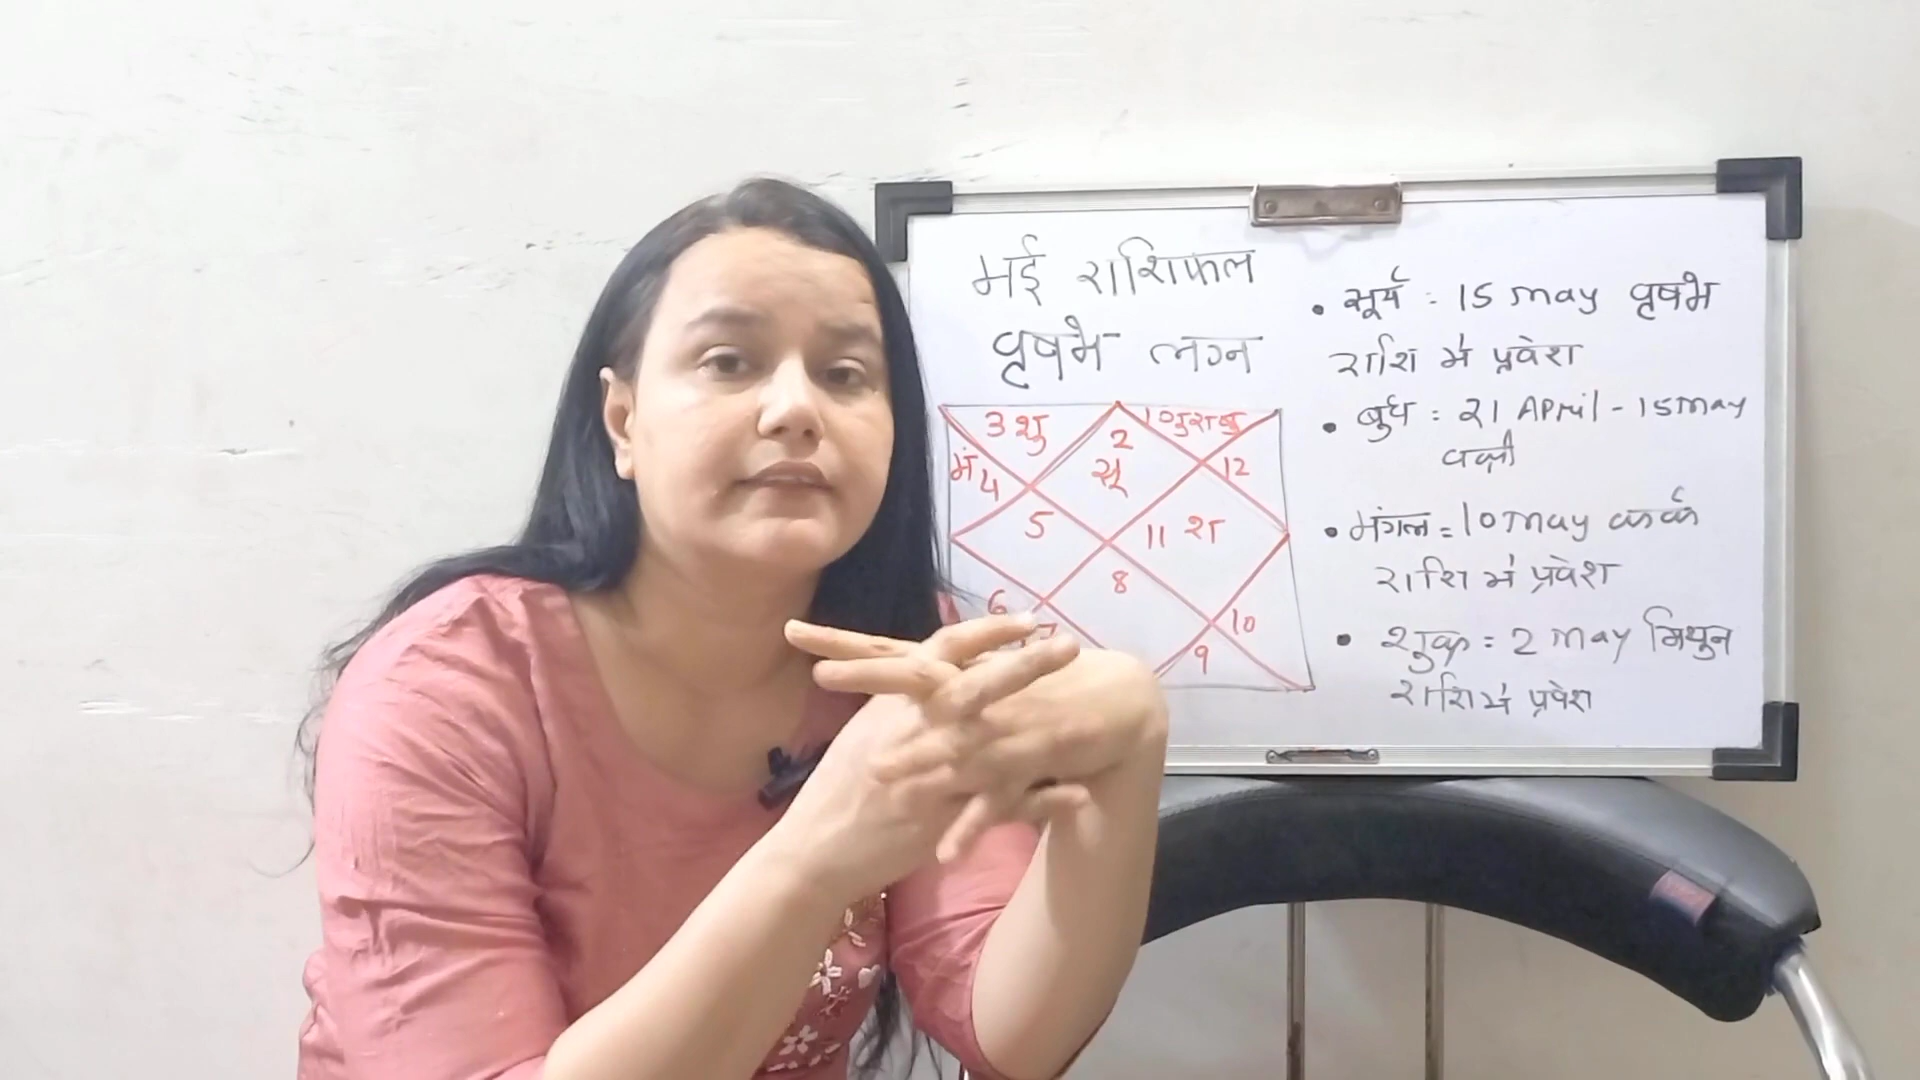 मई राशिफल
वृषभ लग्न
3 शु
2
सू
गु रा बु
मं
4
12
5
11 श
8
6
7
10
9
• सूर्य : 15 may वृषभ
राशि में प्रवेश
• बुध : 21 April - 15 may
वक्री
• मंगल = 10 may कर्क
राशि में प्रवेश
• शुक्र : 2 may मिथुन
राशि में प्रवेश